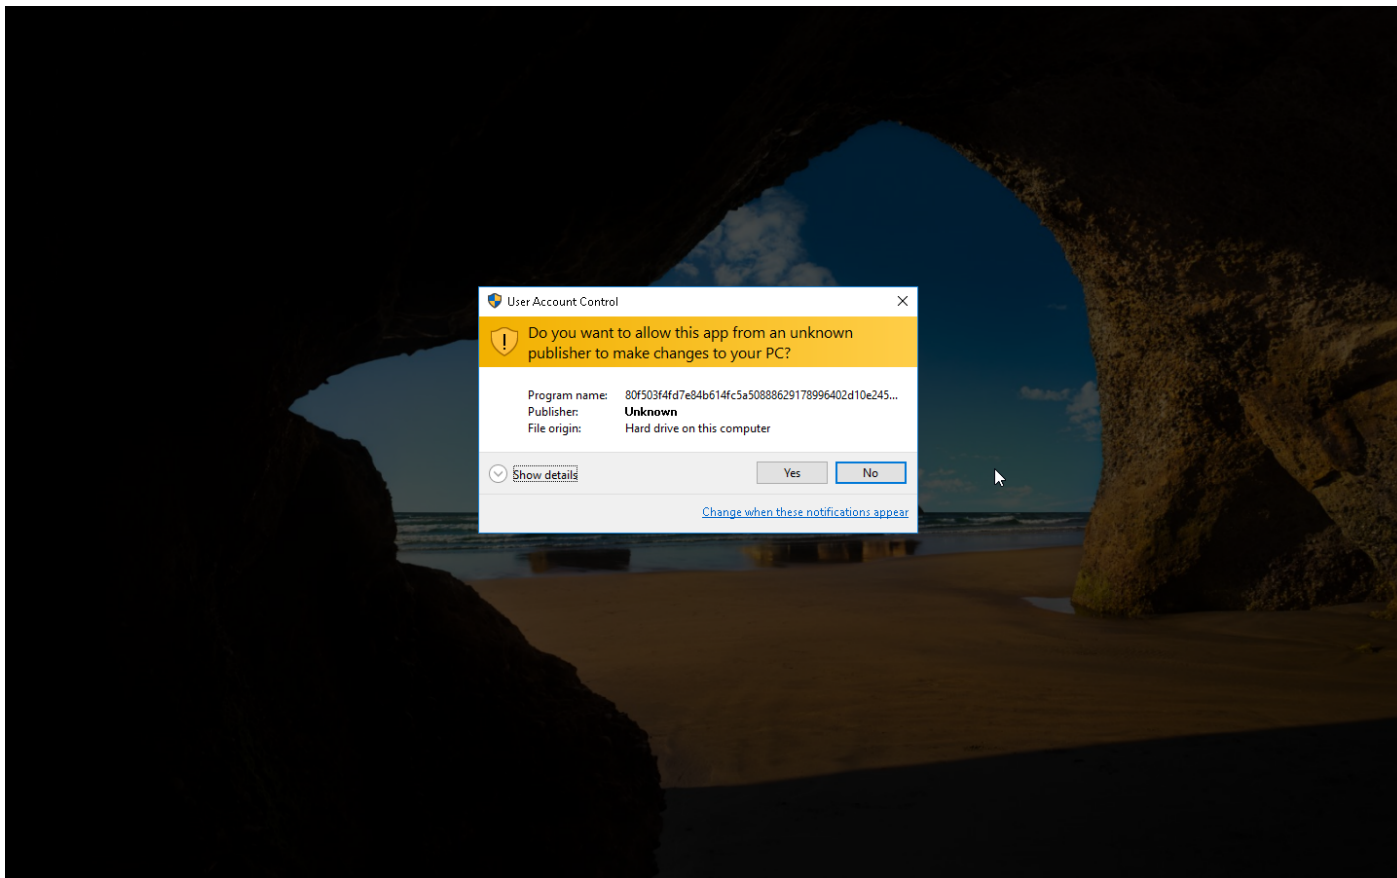 User Account Control
Do you want to allow this app from an unknown
publisher to make changes to your PC?
Program name: 80f503f4fd7e84b614fc5a50888629178996402d10e245...
Publisher: Unknown
File origin: Hard drive on this computer
Show details
Yes
No
Change when these notifications appear